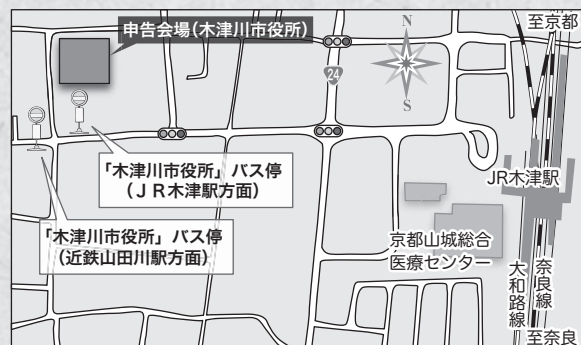 申告会場(木津川市役所)
至京都
N
24
S
「木津川市役所」バス停
(JR木津駅方面)
JR木津駅
「木津川市役所」バス停
(近鉄山田川駅方面)
京都山城総合
医療センター
大和路線
奈良線
至奈良